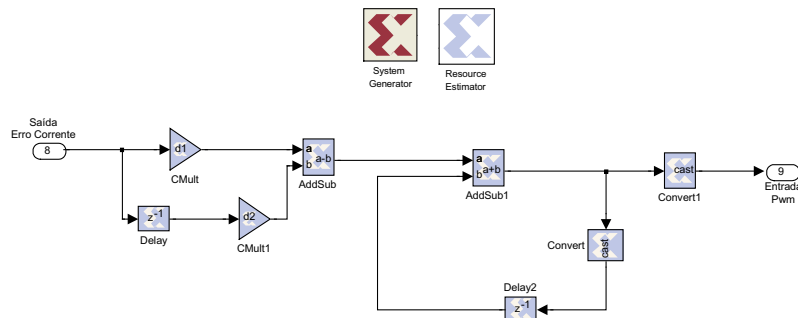 System
Generator
Resource
Estimator
Saída
Erro Corrente
8
d1
CMult
a
b
a-b
AddSub
z-1
Delay
d2
CMult1
a
b
a+b
AddSub1
cast
Convert1
9
Entrada
Pwm
Convert
cast
Delay2
z-1